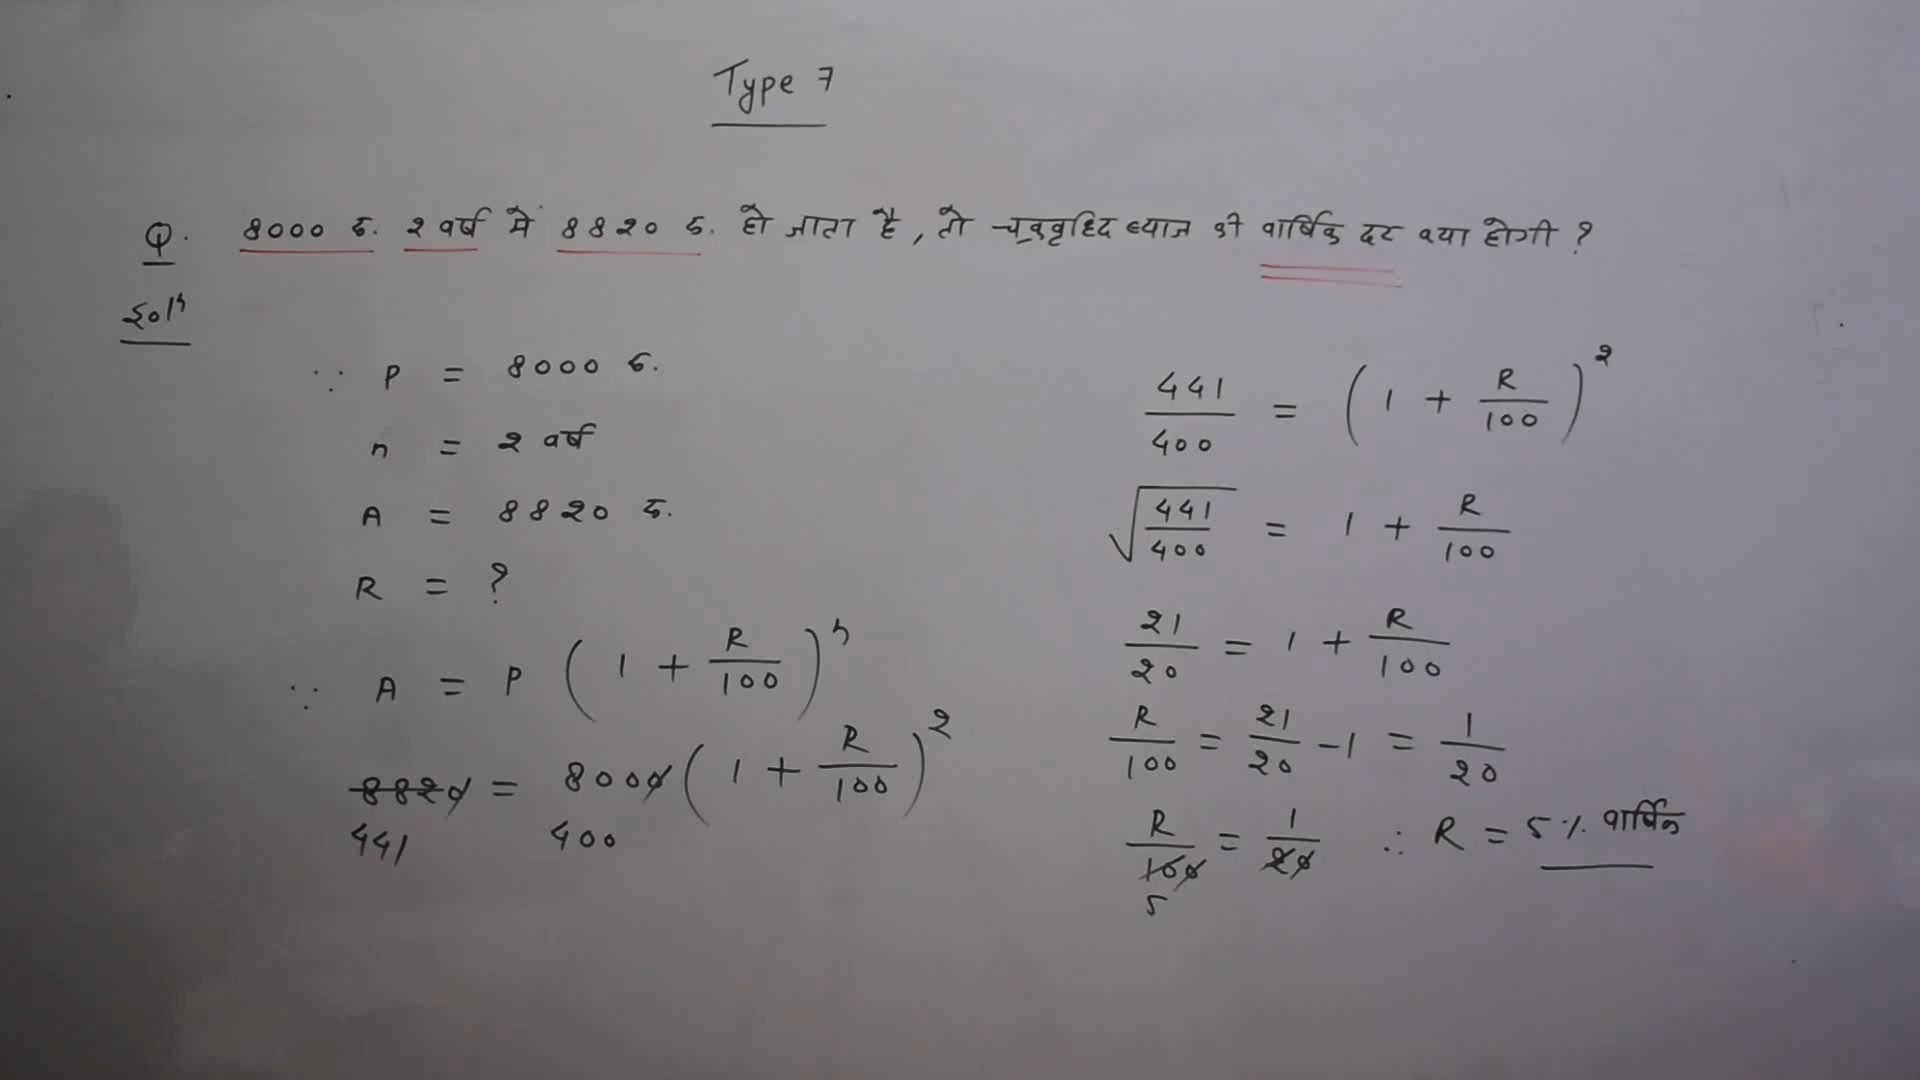 Type 7
Q. 8000 रु. 2 वर्ष में 8820 रु. हो जाता है, तो चक्रवृद्धि ब्याज की वार्षिक दर क्या होगी ?
Solⁿ
∵ P = 8000 रु.
n = 2 वर्ष
A = 8820 रु.
R = ?
∵ A = P ( 1 + R/100 )ⁿ
8820 = 8000 ( 1 + R/100 )²
441 400
441/400 = ( 1 + R/100 )²
√(441/400) = 1 + R/100
21/20 = 1 + R/100
R/100 = 21/20 - 1 = 1/20
R/100 = 1/20 ∴ R = 5 % वार्षिक
5